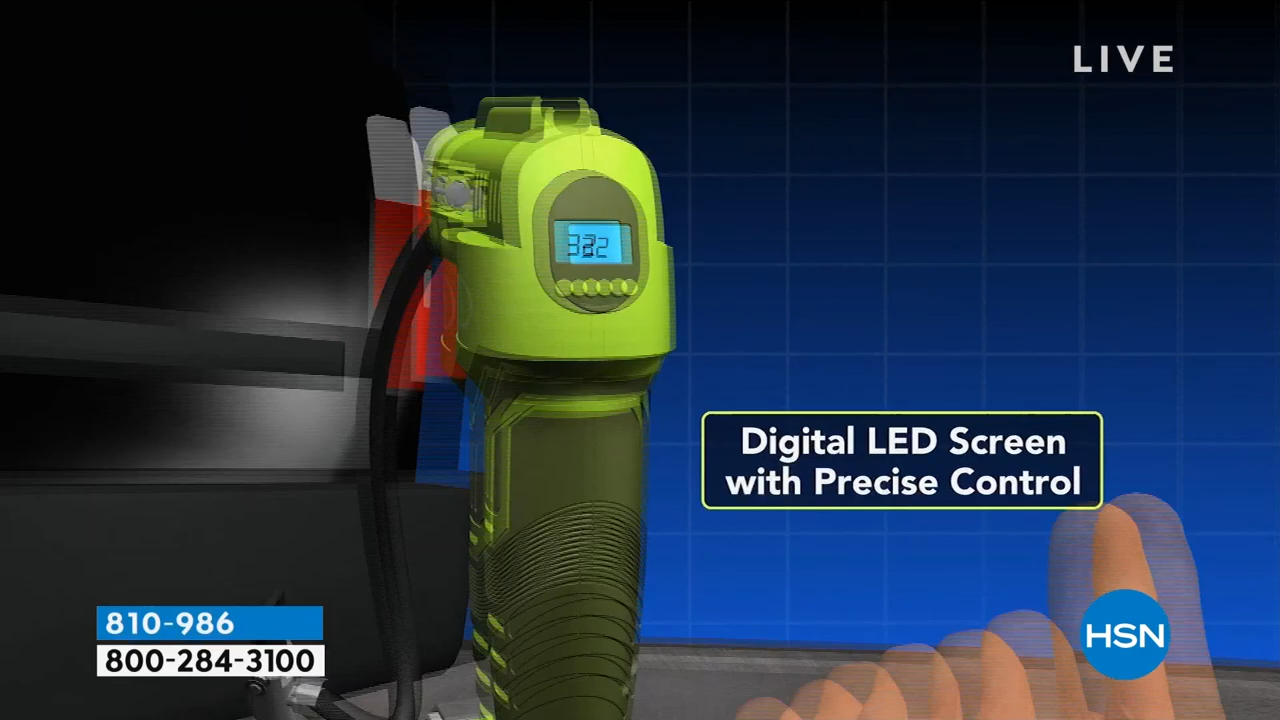 LIVE
Digital LED Screen
with Precise Control
810-986
800-284-3100
HSN